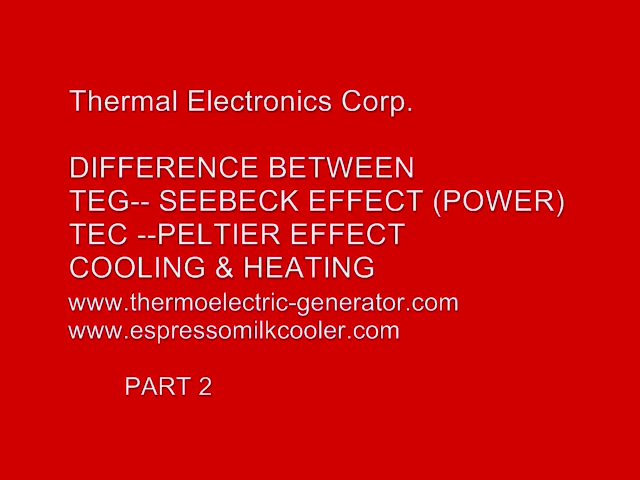 Thermal Electronics Corp.
DIFFERENCE BETWEEN
TEG-- SEEBECK EFFECT (POWER)
TEC --PELTIER EFFECT
COOLING & HEATING
www.thermoelectric-generator.com
www.espressomilkcooler.com
PART 2